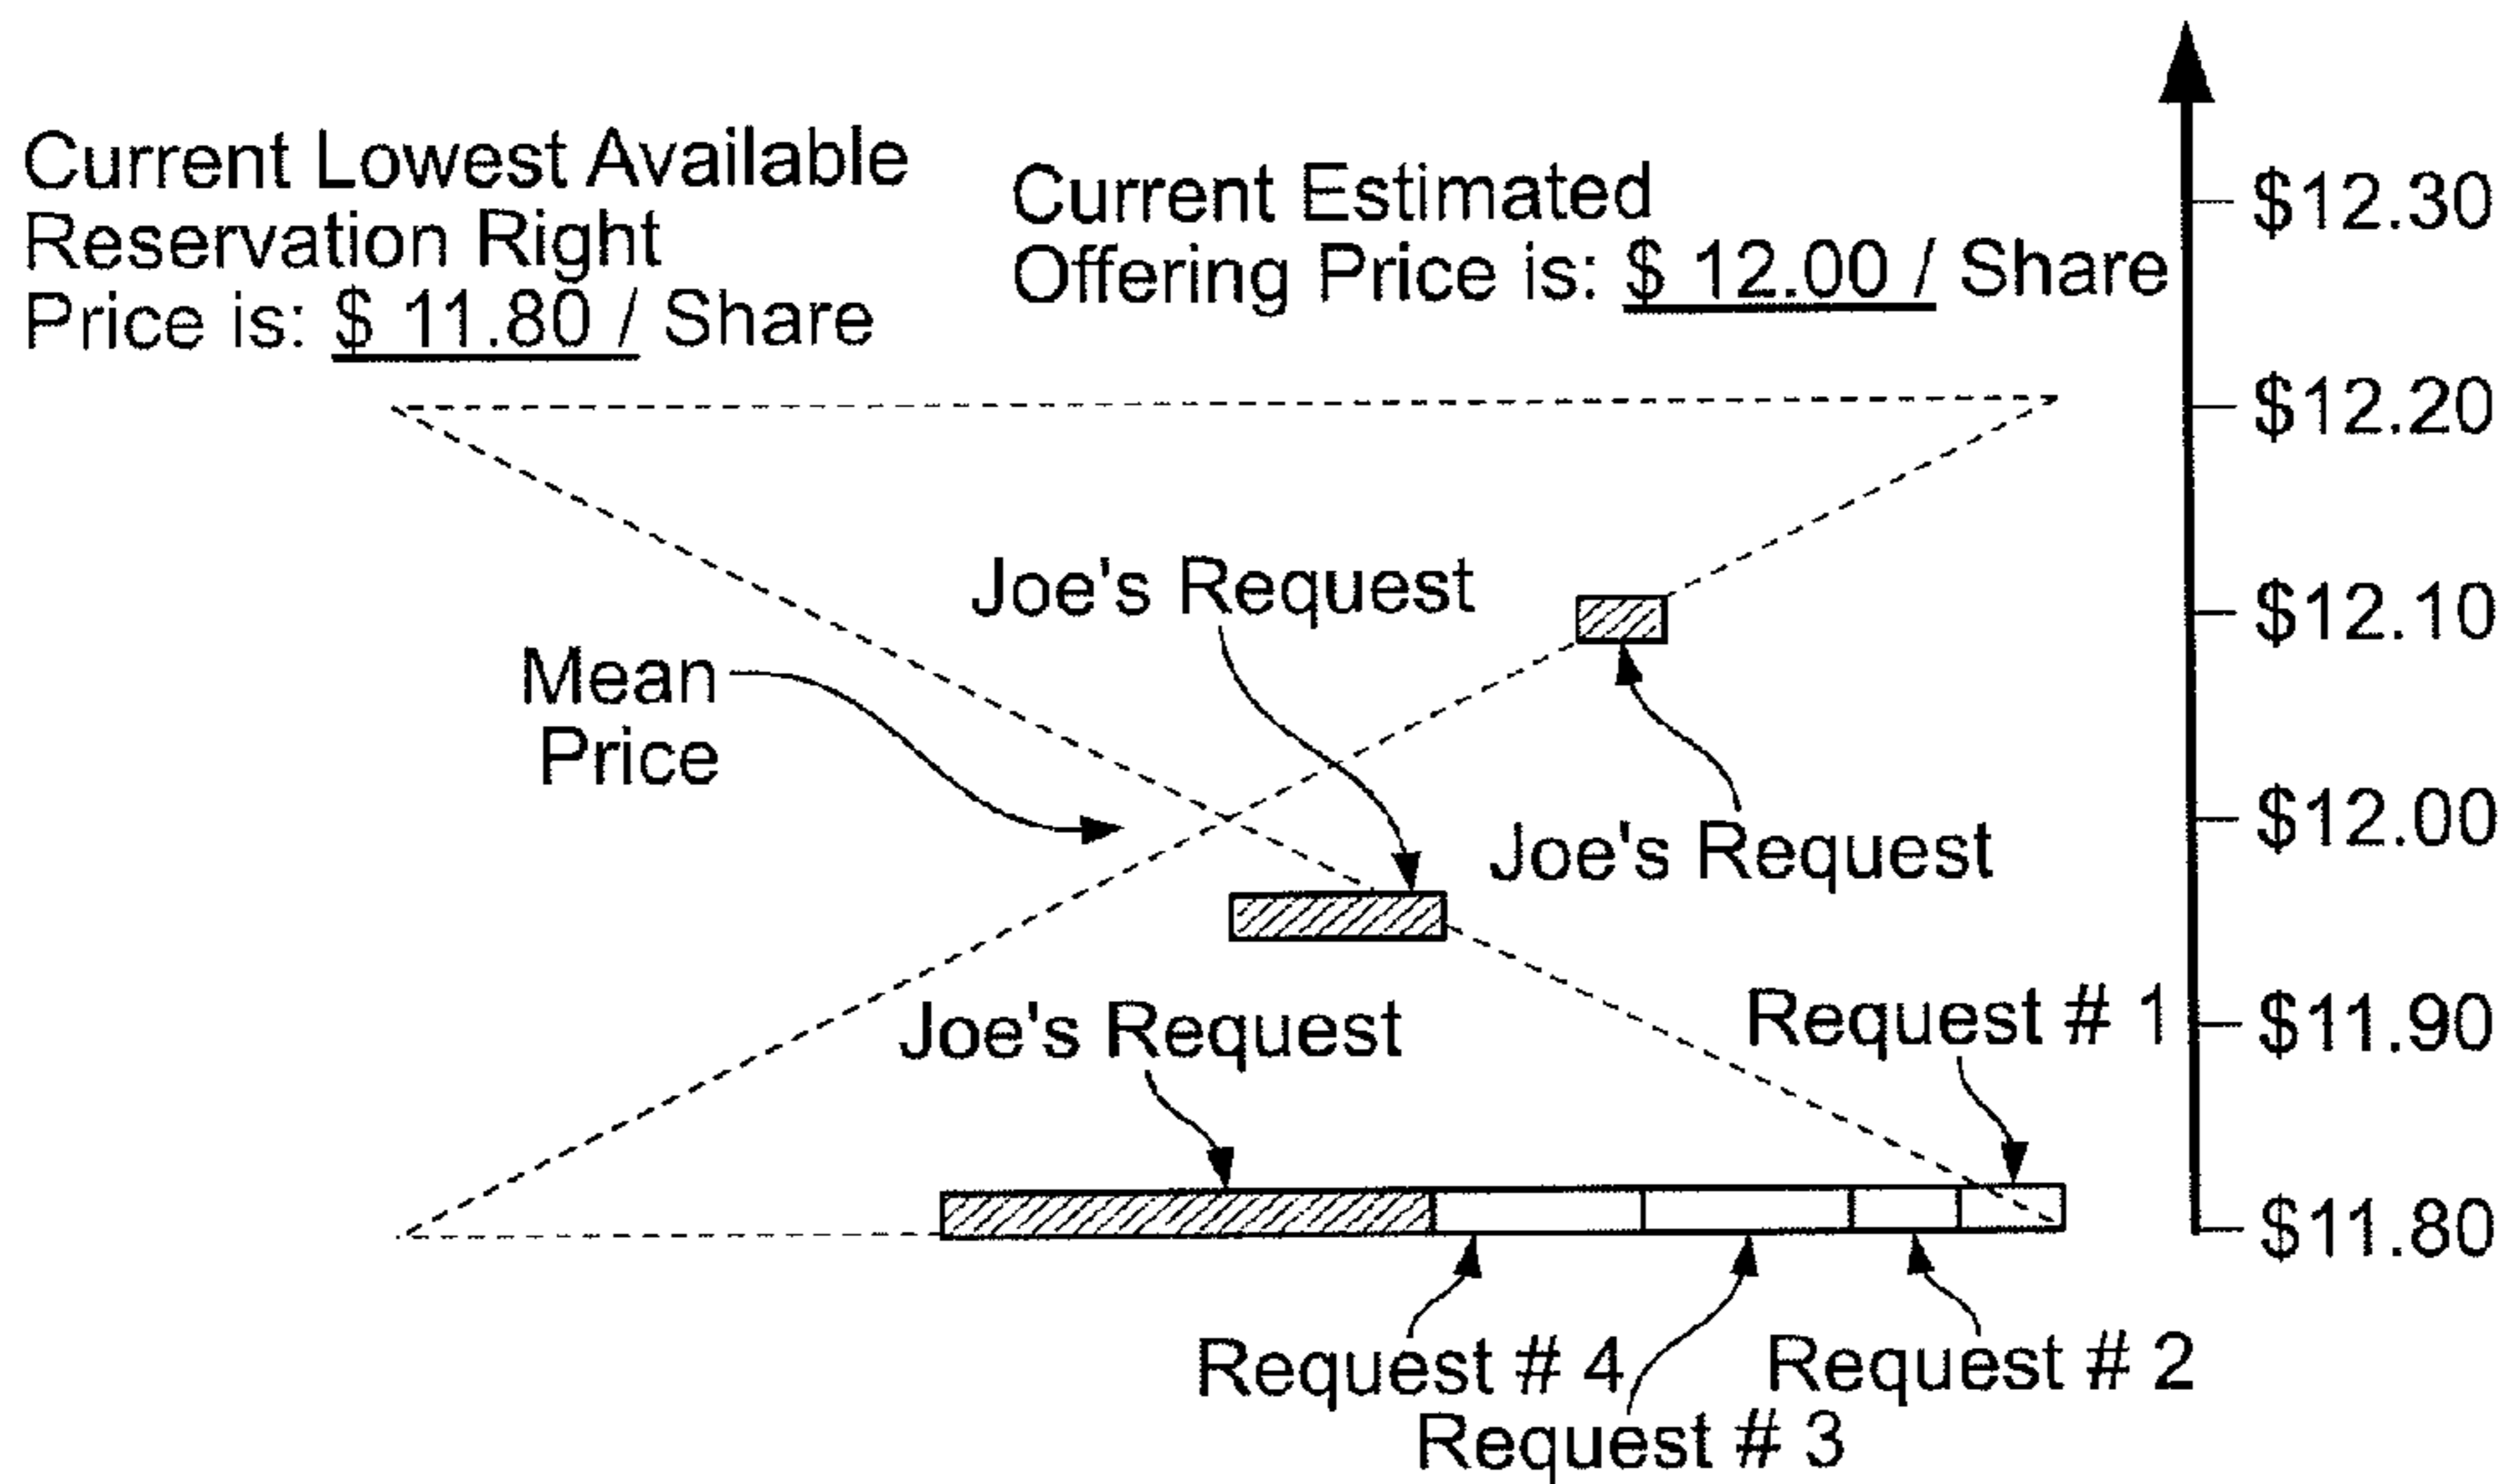 Current Lowest Available
Reservation Right
Price is: $ 11.80 / Share
Current Estimated
Offering Price is: $ 12.00 / Share
$12.30
$12.20
Joe's Request
$12.10
Mean
Price
$12.00
Joe's Request
Joe's Request
Request # 1
$11.90
$11.80
Request # 4
Request # 2
Request # 3